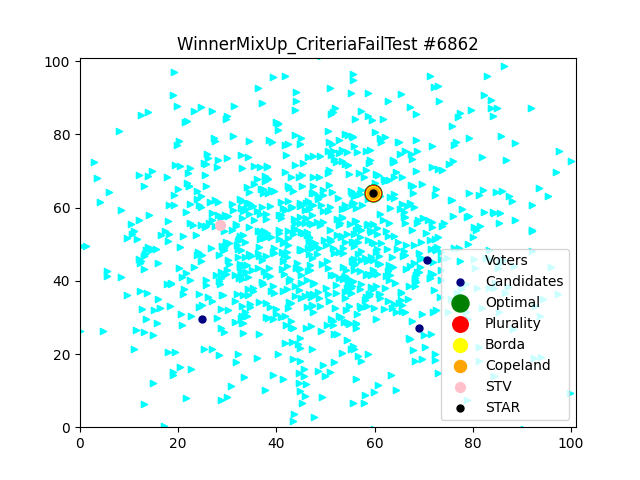 WinnerMixUp_CriteriaFailTest #6862
100
80
60
40
20
0
0
20
40
60
80
100
Voters
Candidates
Optimal
Plurality
Borda
Copeland
STV
STAR